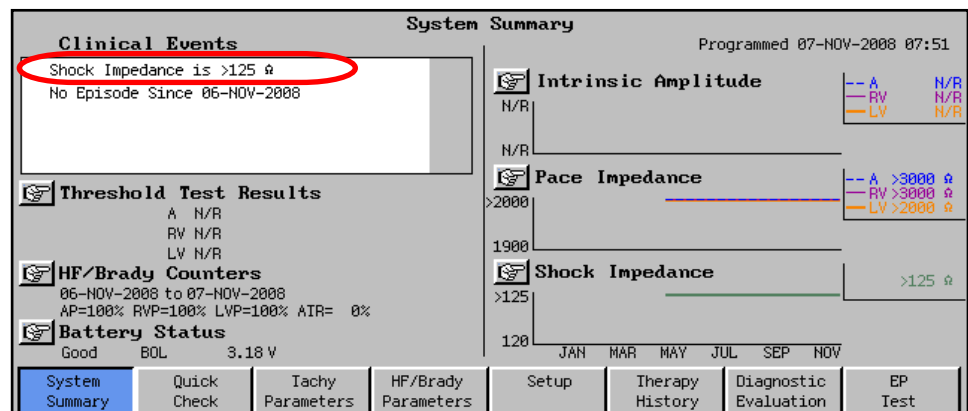 System Summary
Clinical Events
Programmed 07-NOV-2008 07:51
Shock Impedance is >125 Ω
No Episode Since 06-NOV-2008
Intrinsic Amplitude
N/R
N/R
A N/R
RV N/R
LV N/R
Threshold Test Results
A N/R
RV N/R
LV N/R
Pace Impedance
>2000
1900
A >3000 Ω
RV >3000 Ω
LV >2000 Ω
HF/Brady Counters
06-NOV-2008 to 07-NOV-2008
AP=100% RVP=100% LVP=100% ATR= 0%
Shock Impedance
>125
120
>125 Ω
JAN MAR MAY JUL SEP NOV
Battery Status
Good BOL 3.18 V
System Summary
Quick Check
Tachy Parameters
HF/Brady Parameters
Setup
Therapy History
Diagnostic Evaluation
EP Test